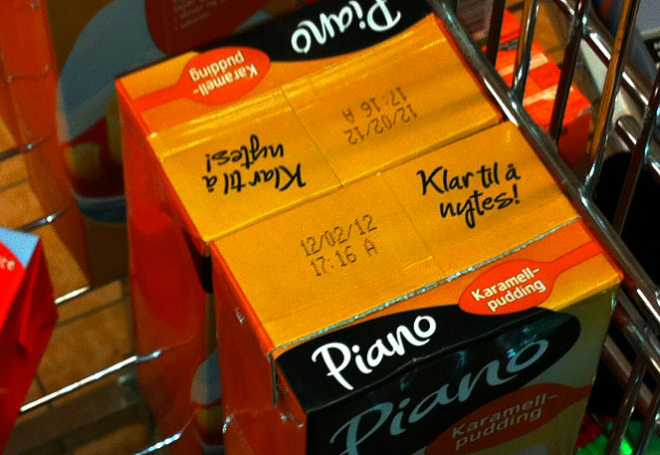 Piano
Karamell-
pudding
12/02/12
17:16 A
Klar til å
nytes!
12/02/12
17:16 A
Klar til å
nytes!
Karamell-
pudding
Piano
Piano
Karamell-
pudding